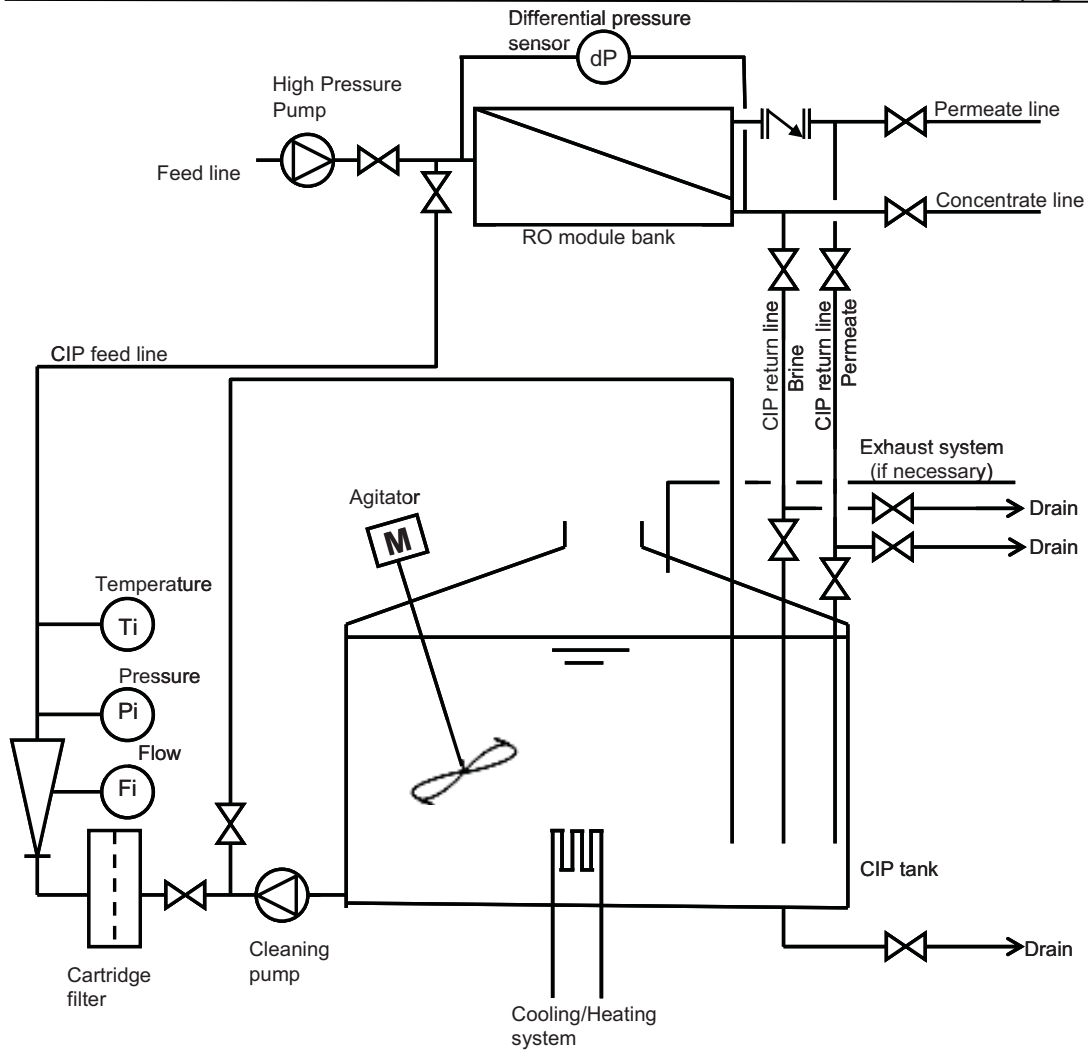 Differential pressure
sensor
dP
High Pressure
Pump
Permeate line
Feed line
Concentrate line
RO module bank
CIP feed line
CIP return line
Brine
CIP return line
Permeate
Exhaust system
(if necessary)
Agitator
M
Drain
Drain
Temperature
Ti
Pressure
Pi
Flow
Fi
CIP tank
Cleaning
pump
Drain
Cartridge
filter
Cooling/Heating
system